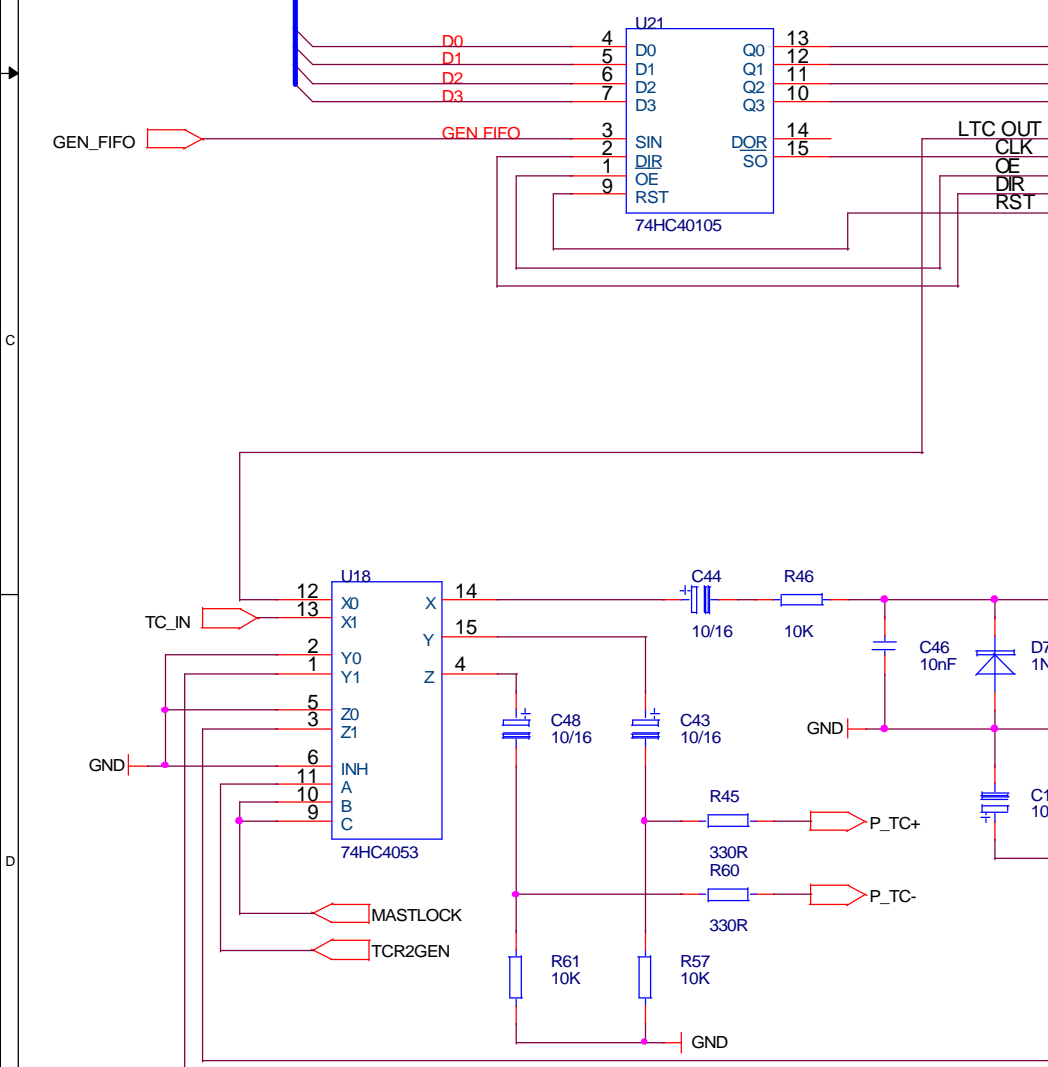 U21
D0 4 D0 Q0 13
D1 5 D1 Q1 12
D2 6 D2 Q2 11
D3 7 D3 Q3 10
GEN_FIFO GEN FIFO 3 SIN DOR 14 LTC OUT
2 DIR SO 15 CLK
1 OE OE
9 RST DIR
RST
74HC40105
C
U18 C44 R46
12 X0 X 14
TC_IN 13 X1 10/16 10K
Y 15
2 Y0 C46 D7
1 Y1 Z 4 10nF 1N
5 Z0 C48 C43
3 Z1 10/16 10/16 GND
GND 6 INH
11 A
10 B R45 C1
9 C P_TC+ 10
74HC4053 330R
D R60
P_TC-
MASTLOCK 330R
TCR2GEN
R61 R57
10K 10K
GND